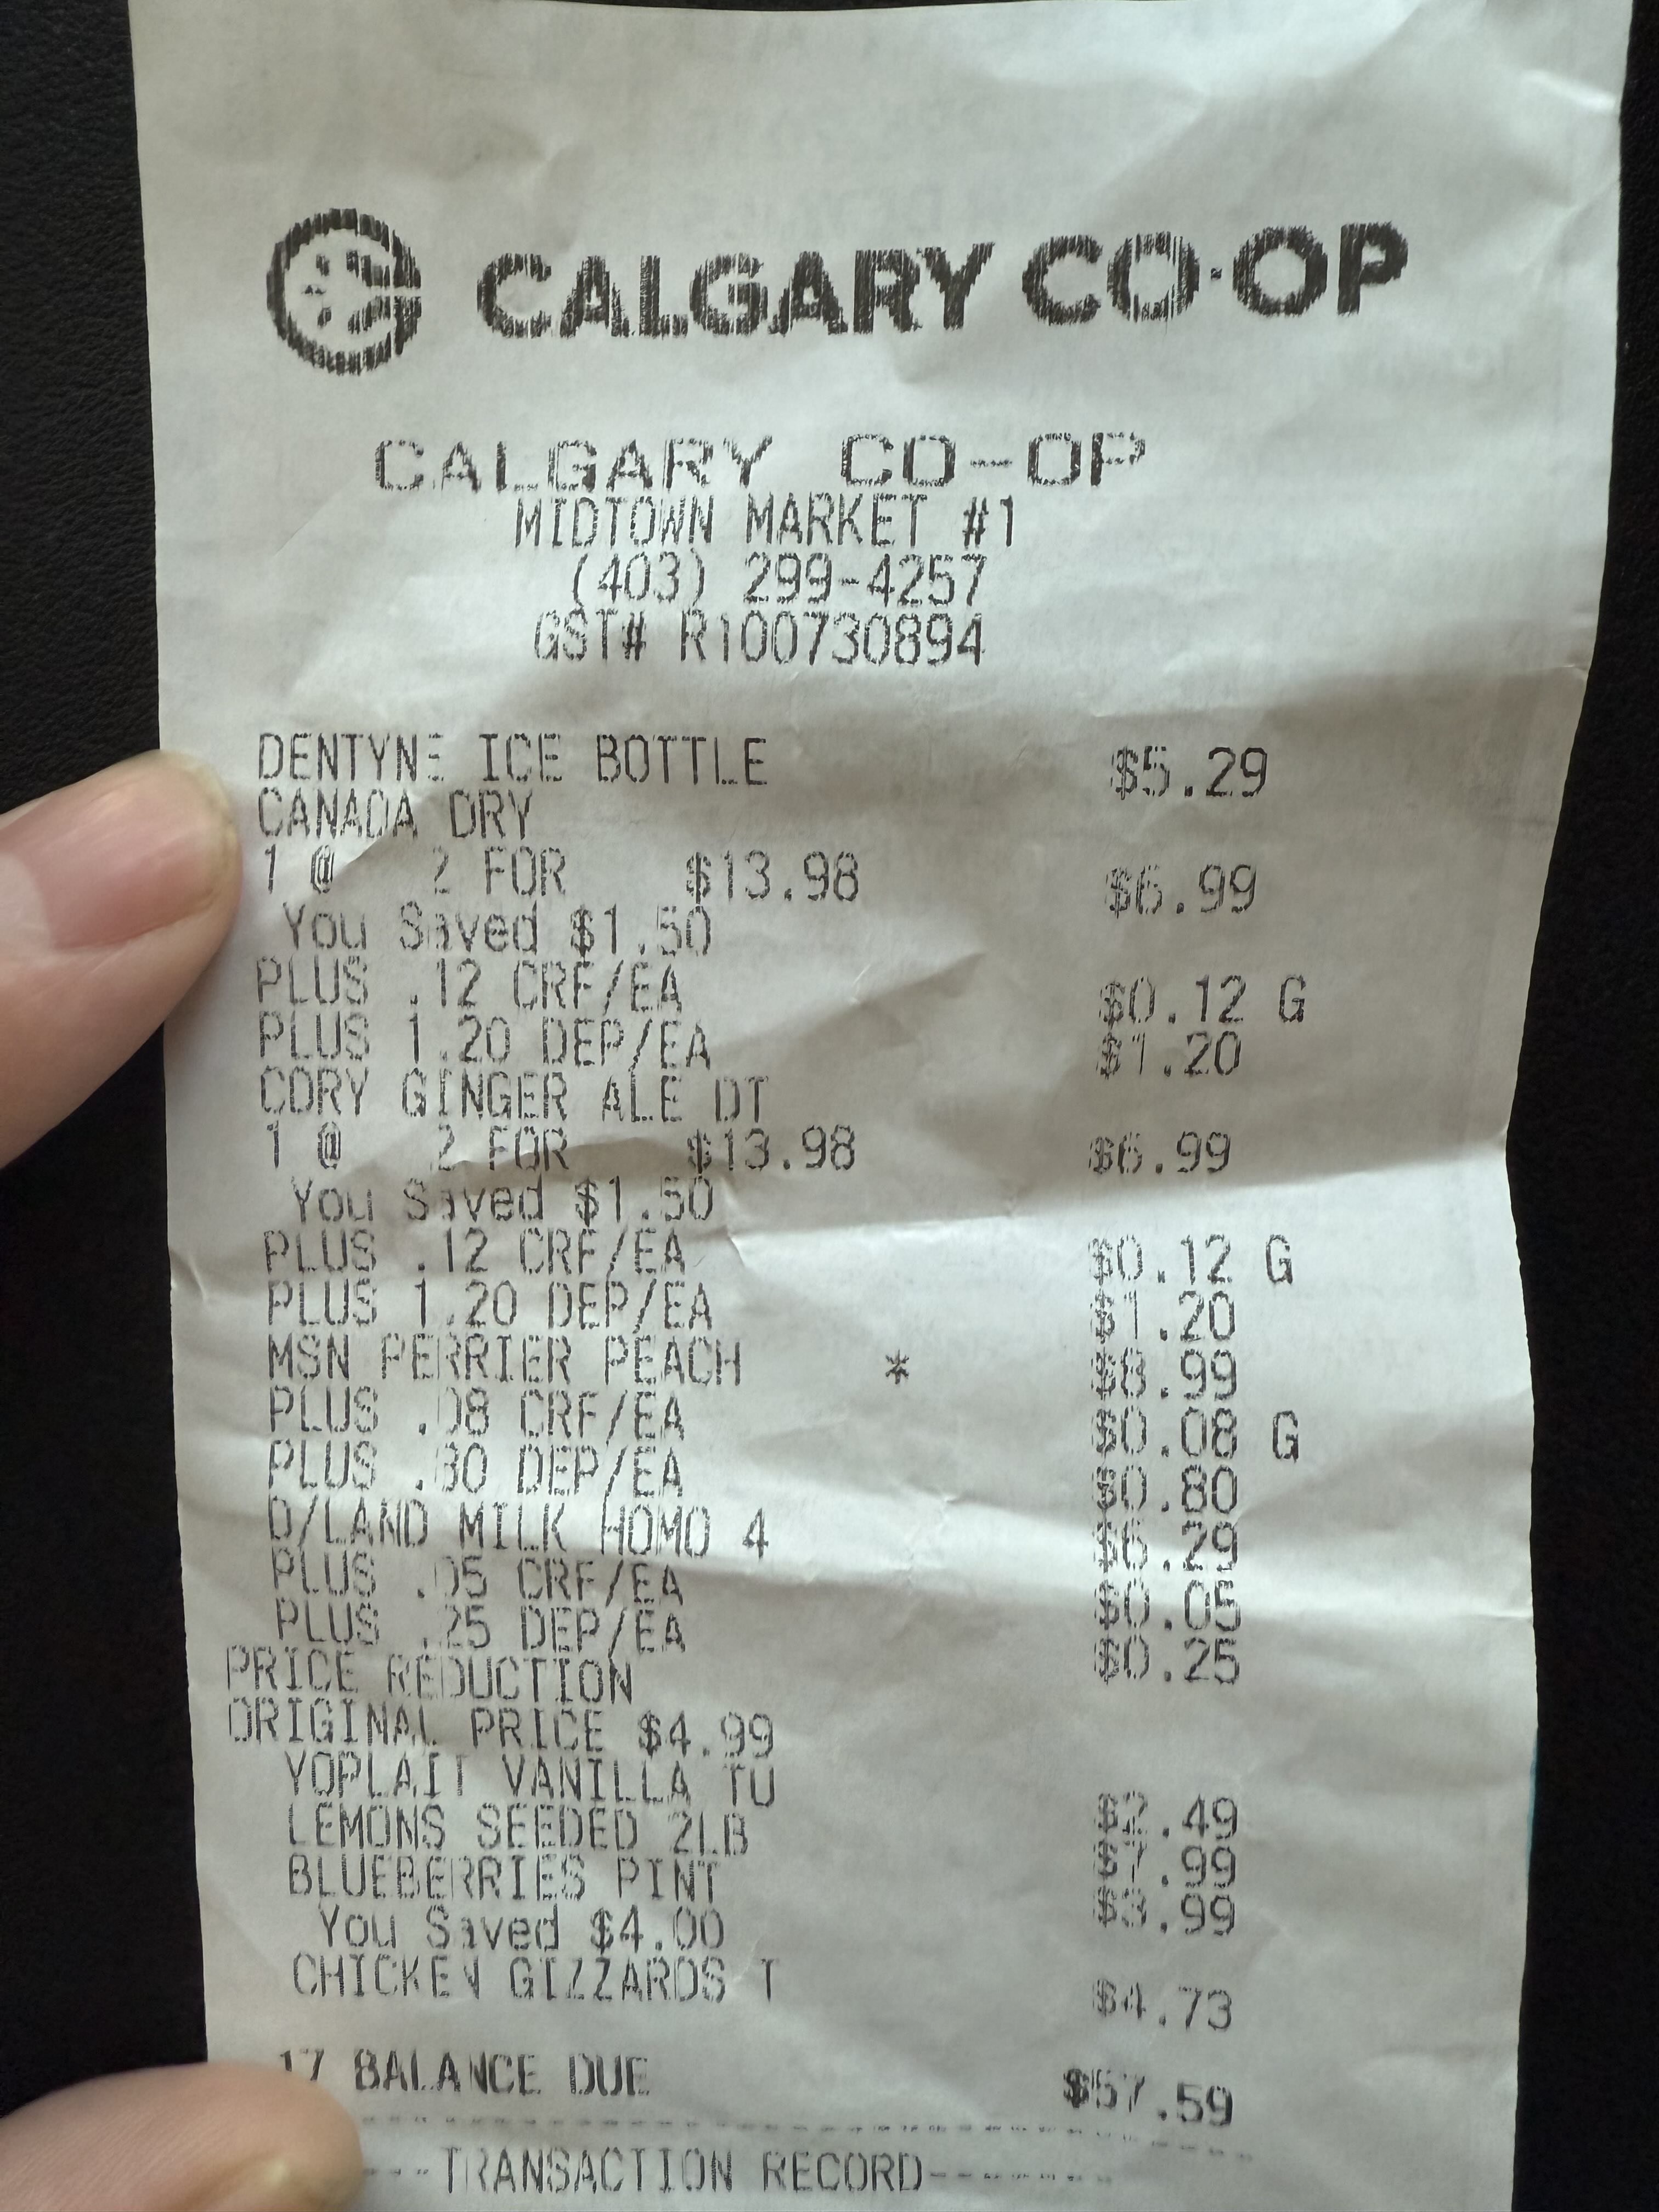 CALGARY CO-OP
CALGARY CO-OP
MIDTOWN MARKET #1
(403) 299-4257
GST# R100730894
DENTYNE ICE BOTTLE $5.29
CANADA DRY
1 @ 2 FOR $13.98 $6.99
You Saved $1.50
PLUS .12 CRF/EA $0.12 G
PLUS 1.20 DEP/EA $1.20
CDRY GINGER ALE DT
1 @ 2 FOR $13.98 $6.99
You Saved $1.50
PLUS .12 CRF/EA $0.12 G
PLUS 1.20 DEP/EA $1.20
MSN PERRIER PEACH * $8.99
PLUS .08 CRF/EA $0.08 G
PLUS .80 DEP/EA $0.80
D/LAND MILK HOMO 4 $6.29
PLUS .05 CRF/EA $0.05
PLUS .25 DEP/EA $0.25
PRICE REDUCTION
ORIGINAL PRICE $4.99
YOPLAIT VANILLA TU $2.49
LEMONS SEEDED 2LB $7.99
BLUEBERRIES PINT $3.99
You Saved $4.00
CHICKEN GIZZARDS T $4.73
17 BALANCE DUE $57.59
---TRANSACTION RECORD-------